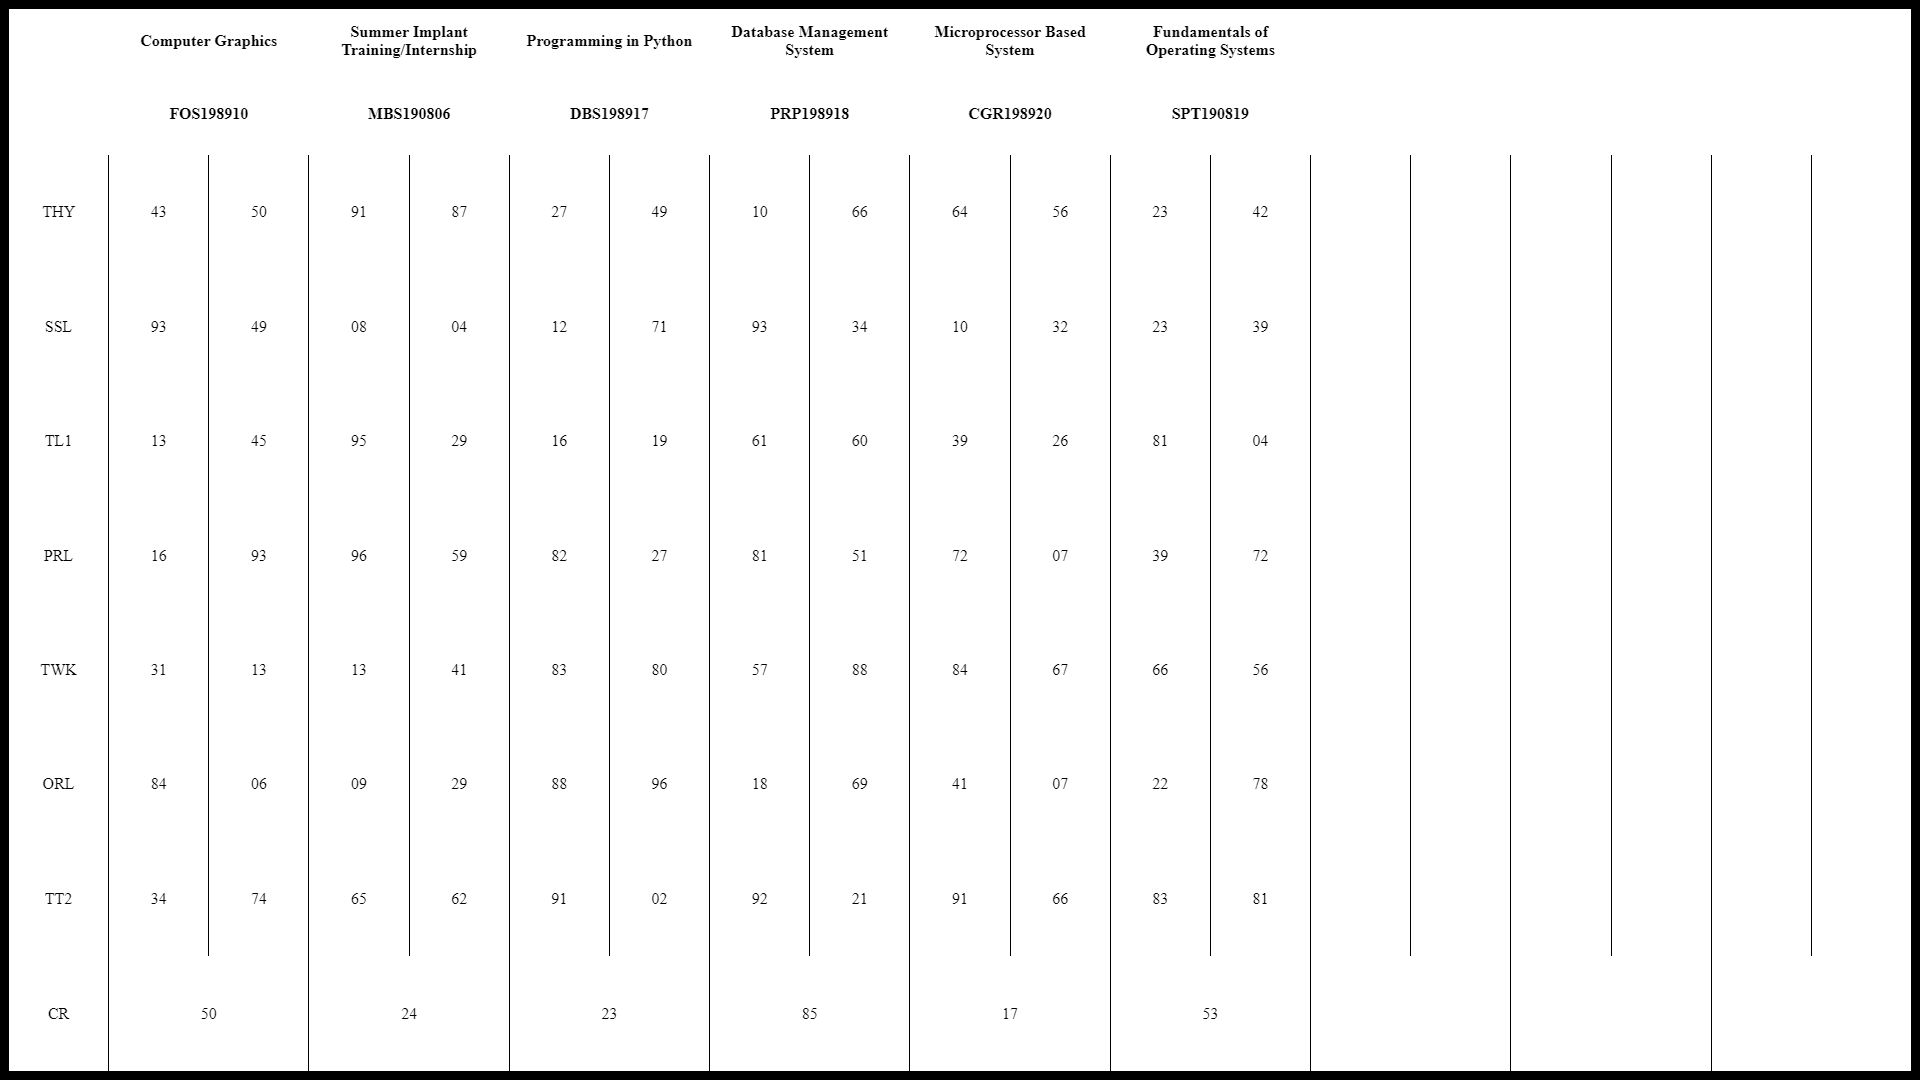 Computer Graphics Summer Implant Training/Internship Programming in Python Database Management System Microprocessor Based System Fundamentals of Operating Systems
FOS198910 MBS190806 DBS198917 PRP198918 CGR198920 SPT190819
THY 43 50 91 87 27 49 10 66 64 56 23 42
SSL 93 49 08 04 12 71 93 34 10 32 23 39
TL1 13 45 95 29 16 19 61 60 39 26 81 04
PRL 16 93 96 59 82 27 81 51 72 07 39 72
TWK 31 13 13 41 83 80 57 88 84 67 66 56
ORL 84 06 09 29 88 96 18 69 41 07 22 78
TT2 34 74 65 62 91 02 92 21 91 66 83 81
CR 50 24 23 85 17 53